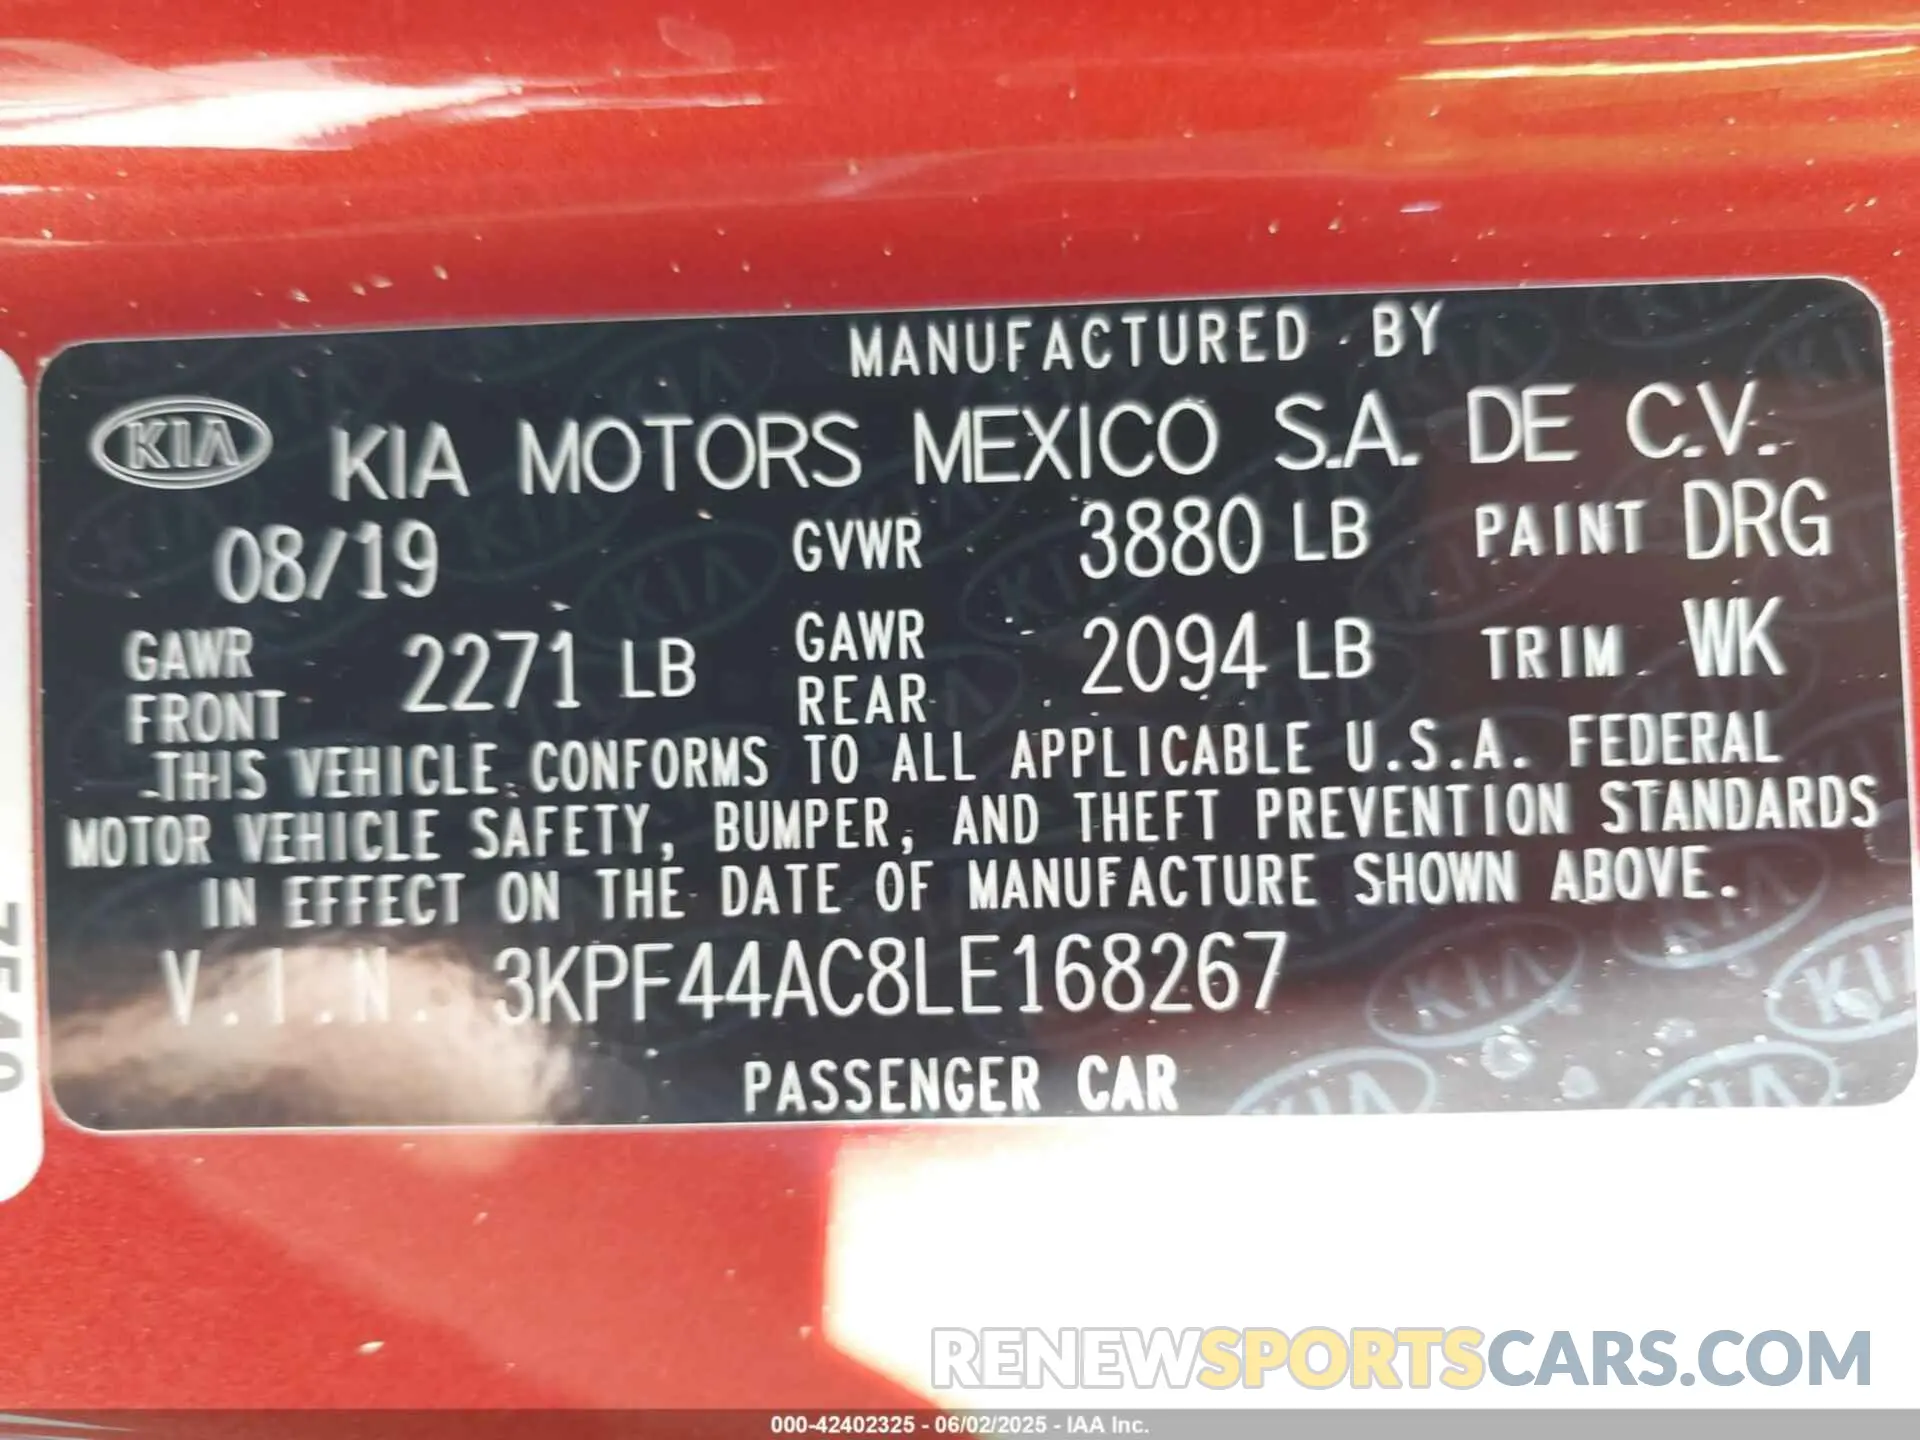 MANUFACTURED BY
KIA KIA MOTORS MEXICO S.A. DE C.V.
08/19 GVWR 3880 LB PAINT DRG
GAWR FRONT 2271 LB GAWR REAR 2094 LB TRIM WK
THIS VEHICLE CONFORMS TO ALL APPLICABLE U.S.A. FEDERAL
MOTOR VEHICLE SAFETY, BUMPER, AND THEFT PREVENTION STANDARDS
IN EFFECT ON THE DATE OF MANUFACTURE SHOWN ABOVE.
V.I.N. 3KPF44AC8LE168267
PASSENGER CAR
RENEWSPORTSCARS.COM
000-42402325 - 06/02/2025 - IAA Inc.